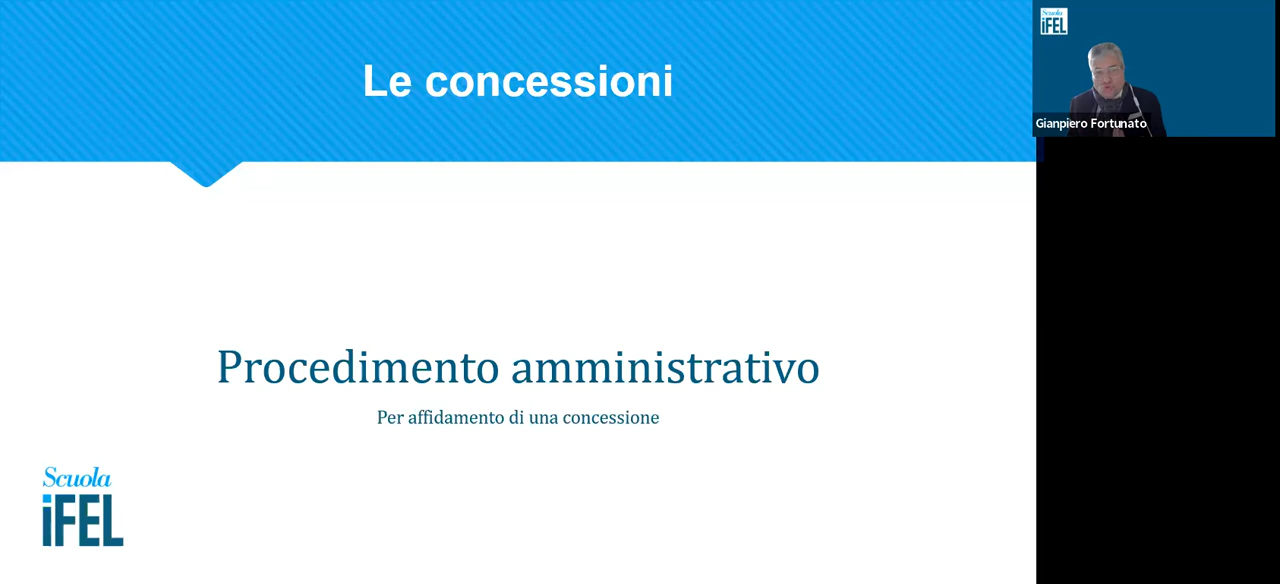 Le concessioni
Procedimento amministrativo
Per affidamento di una concessione
Scuola
iFEL
Scuola
iFEL
Gianpiero Fortunato